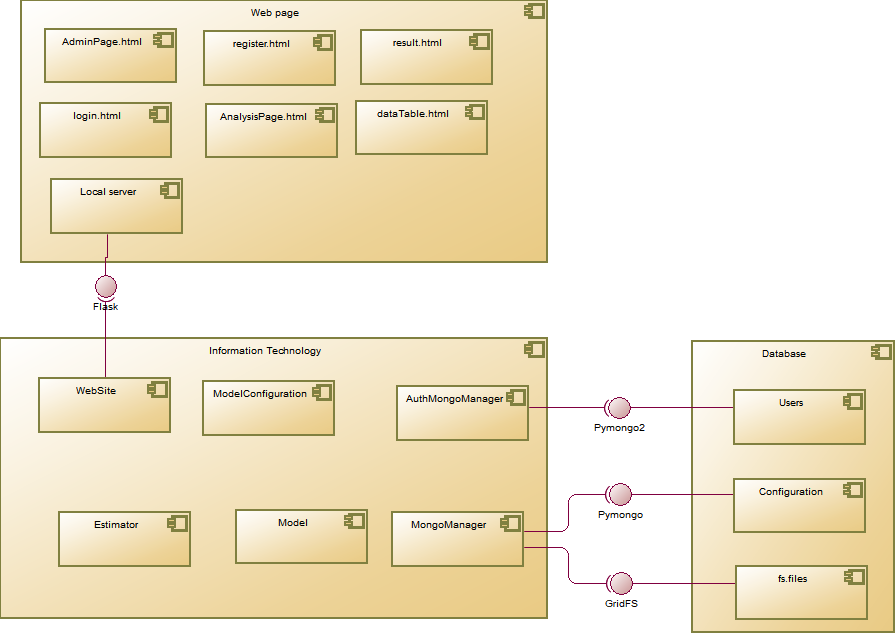 Web page
AdminPage.html
register.html
result.html
login.html
AnalysisPage.html
dataTable.html
Local server
Flask
Information Technology
WebSite
ModelConfiguration
AuthMongoManager
Estimator
Model
MongoManager
Pymongo2
Pymongo
GridFS
Database
Users
Configuration
fs.files